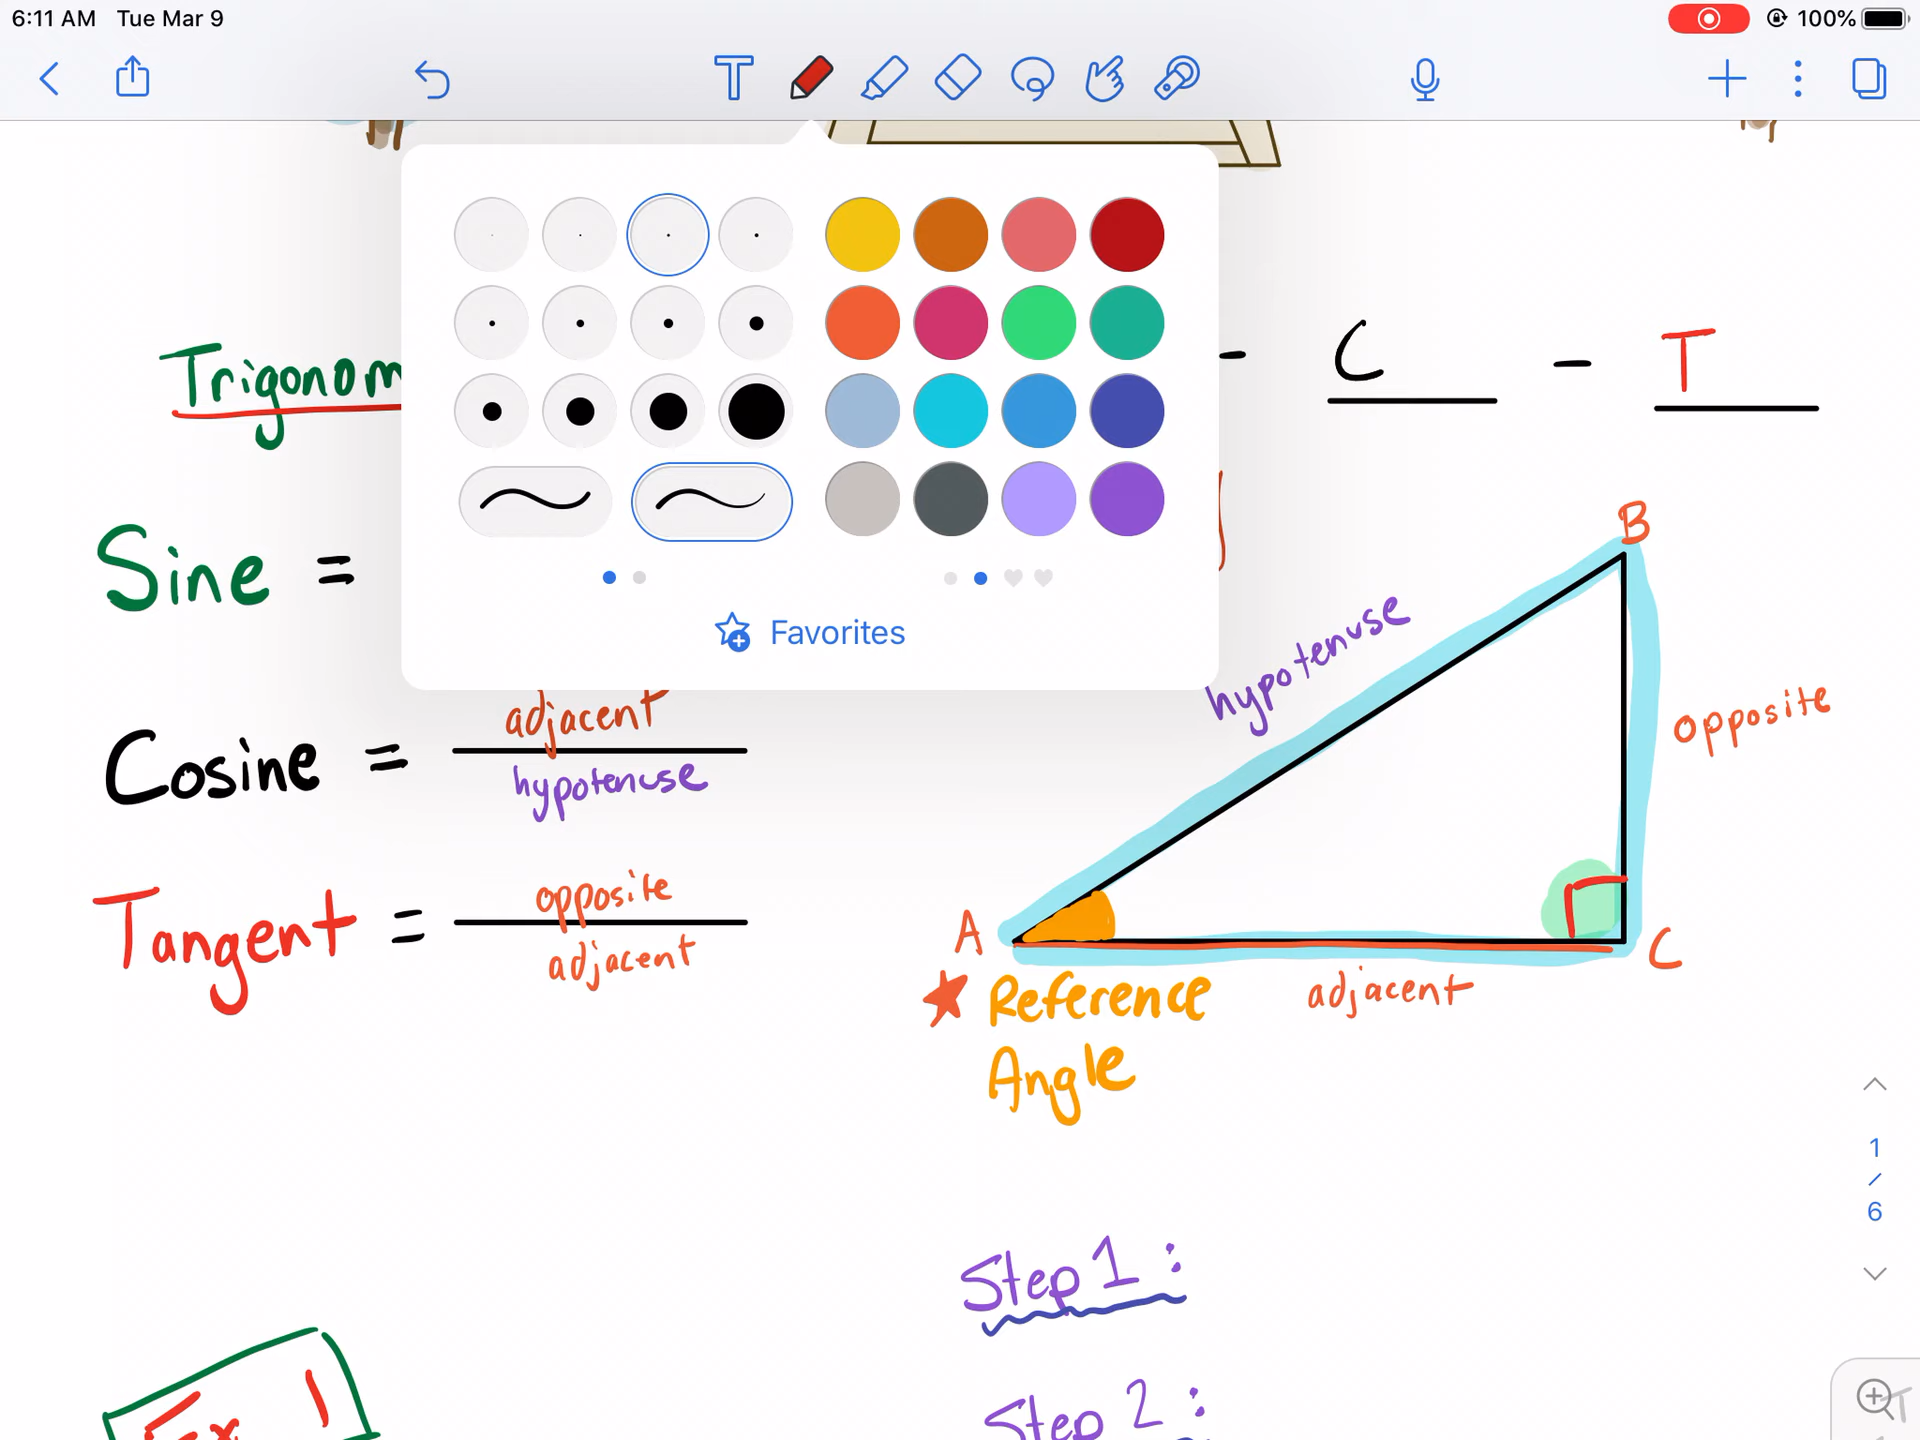 6:11 AM Tue Mar 9
100%
T
Trigonom
- C - T
Sine =
Favorites
B
hypotenuse
opposite
Cosine = adjacent
hypotenuse
Tangent = opposite
adjacent
A
C
★ Reference
Angle
adjacent
1
/
6
Step 1 :
Step 2 :
Ex 1